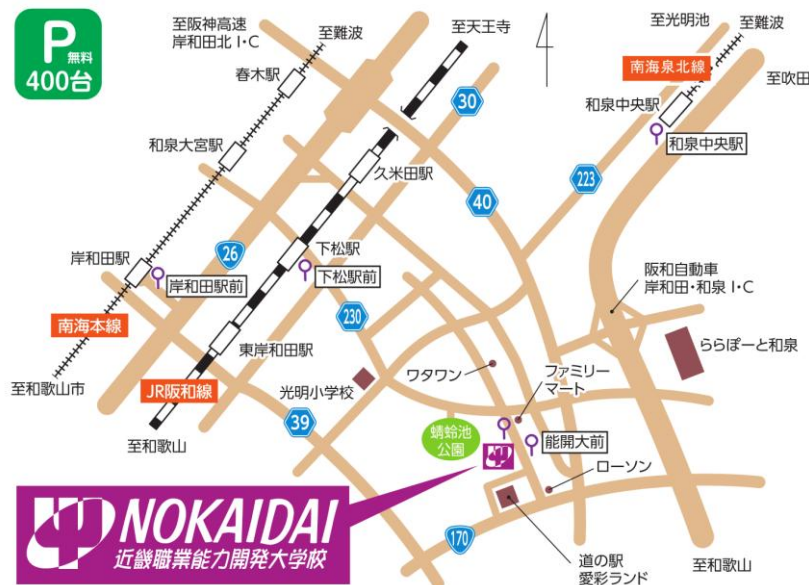 P
無料
400台
至阪神高速
岸和田北 I・C
至難波
至天王寺
春木駅
30
至光明池
至難波
南海泉北線
至吹田
和泉中央駅
和泉中央駅
和泉大宮駅
久米田駅
40
223
岸和田駅
岸和田駅前
26
下松駅
下松駅前
阪和自動車
岸和田・和泉 I・C
南海本線
230
東岸和田駅
ワタワン
ファミリー
マート
ららぽーと和泉
至和歌山市
JR阪和線
光明小学校
至和歌山
39
蜻蛉池
公園
能開大前
ローソン
NOKAIDAI
近畿職業能力開発大学校
170
道の駅
愛彩ランド
至和歌山